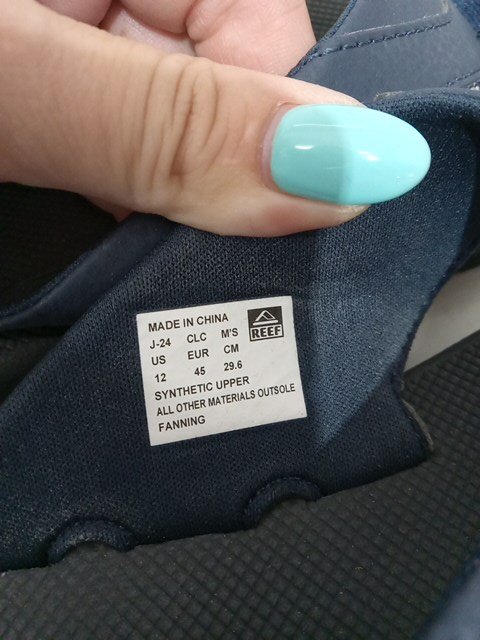 MADE IN CHINA
REEF
J-24 CLC M'S
US EUR CM
12 45 29.6
SYNTHETIC UPPER
ALL OTHER MATERIALS OUTSOLE
FANNING